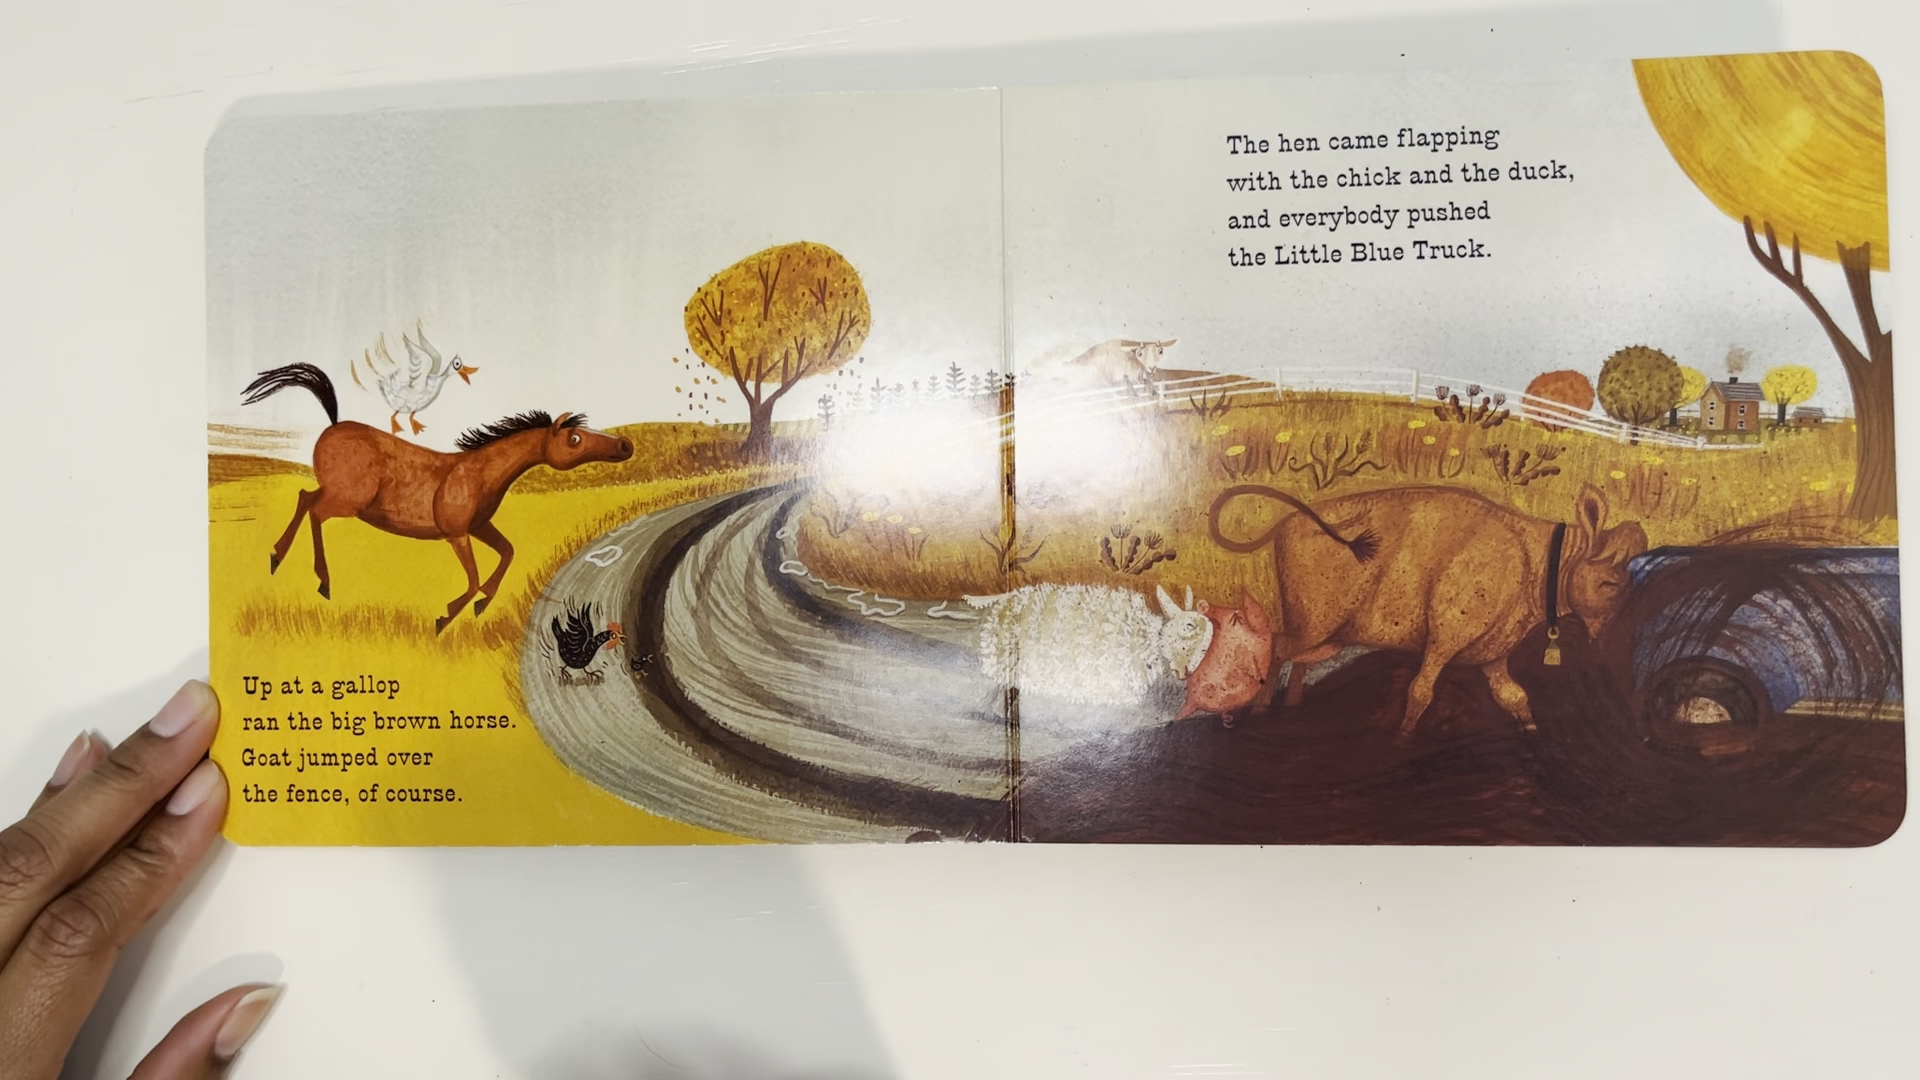 Up at a gallop
ran the big brown horse.
Goat jumped over
the fence, of course.
The hen came flapping
with the chick and the duck,
and everybody pushed
the Little Blue Truck.